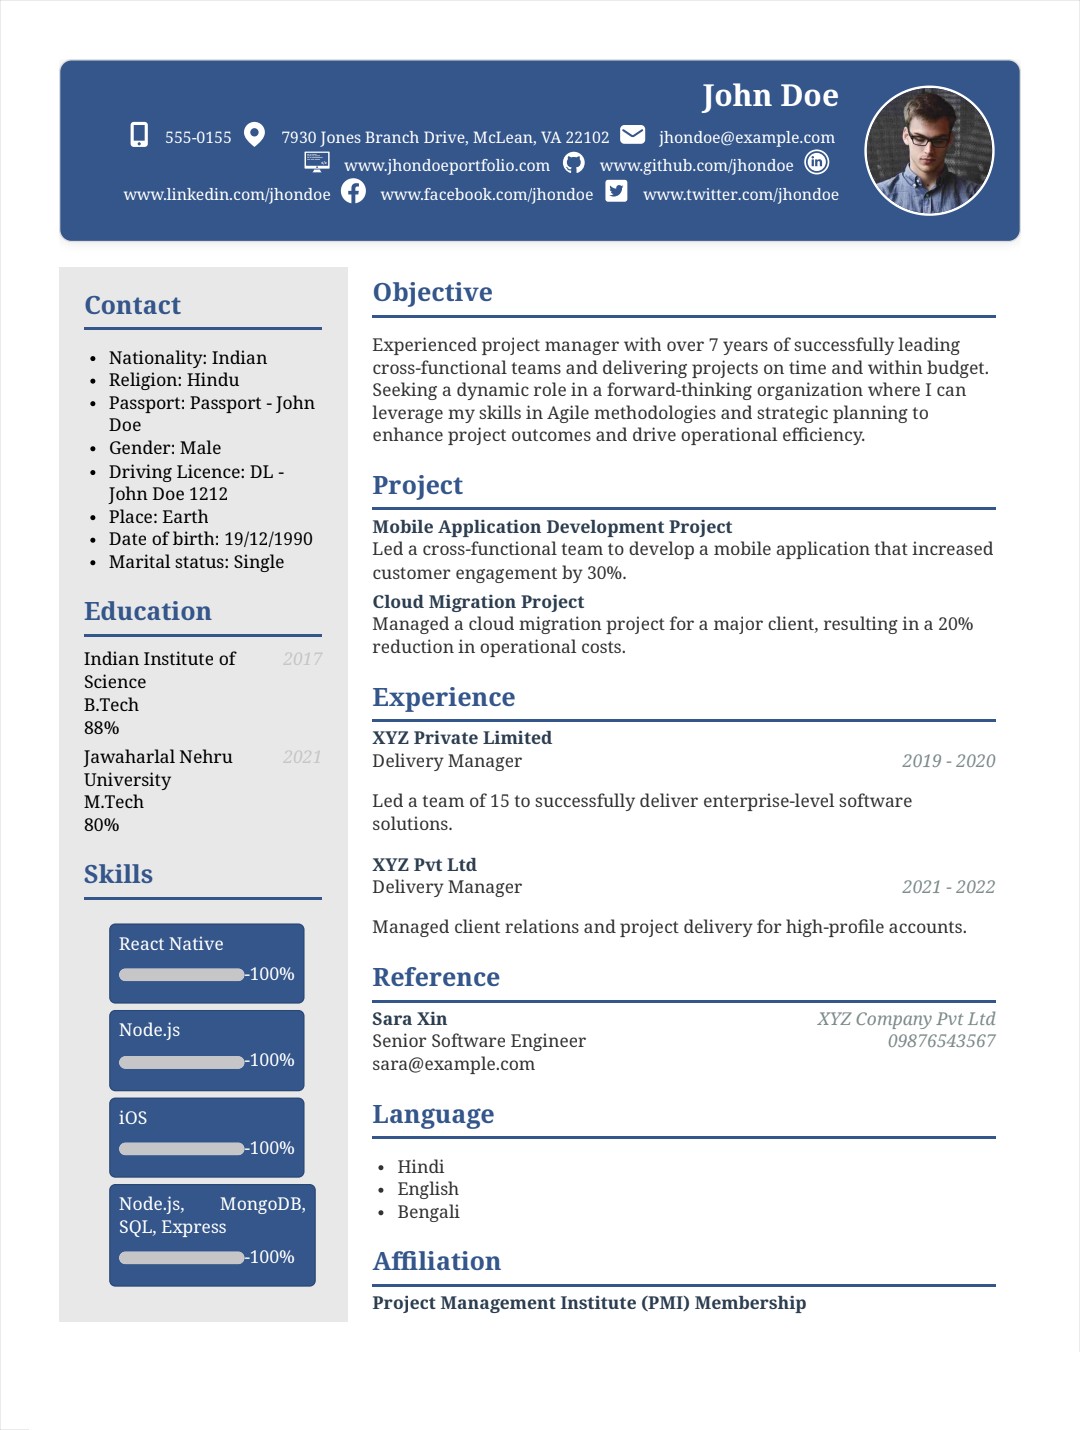 John Doe
555-0155 7930 Jones Branch Drive, McLean, VA 22102 jhondoe@example.com
www.jhondoeportfolio.com www.github.com/jhondoe
www.linkedin.com/jhondoe www.facebook.com/jhondoe www.twitter.com/jhondoe
Contact
• Nationality: Indian
• Religion: Hindu
• Passport: Passport - John
Doe
• Gender: Male
• Driving Licence: DL -
John Doe 1212
• Place: Earth
• Date of birth: 19/12/1990
• Marital status: Single
Education
Indian Institute of 2017
Science
B.Tech
88%
Jawaharlal Nehru 2021
University
M.Tech
80%
Skills
React Native
-100%
Node.js
-100%
iOS
-100%
Node.js, MongoDB,
SQL, Express
-100%
Objective
Experienced project manager with over 7 years of successfully leading
cross-functional teams and delivering projects on time and within budget.
Seeking a dynamic role in a forward-thinking organization where I can
leverage my skills in Agile methodologies and strategic planning to
enhance project outcomes and drive operational efficiency.
Project
Mobile Application Development Project
Led a cross-functional team to develop a mobile application that increased
customer engagement by 30%.
Cloud Migration Project
Managed a cloud migration project for a major client, resulting in a 20%
reduction in operational costs.
Experience
XYZ Private Limited
Delivery Manager 2019 - 2020
Led a team of 15 to successfully deliver enterprise-level software
solutions.
XYZ Pvt Ltd
Delivery Manager 2021 - 2022
Managed client relations and project delivery for high-profile accounts.
Reference
Sara Xin XYZ Company Pvt Ltd
Senior Software Engineer 09876543567
sara@example.com
Language
• Hindi
• English
• Bengali
Affiliation
Project Management Institute (PMI) Membership